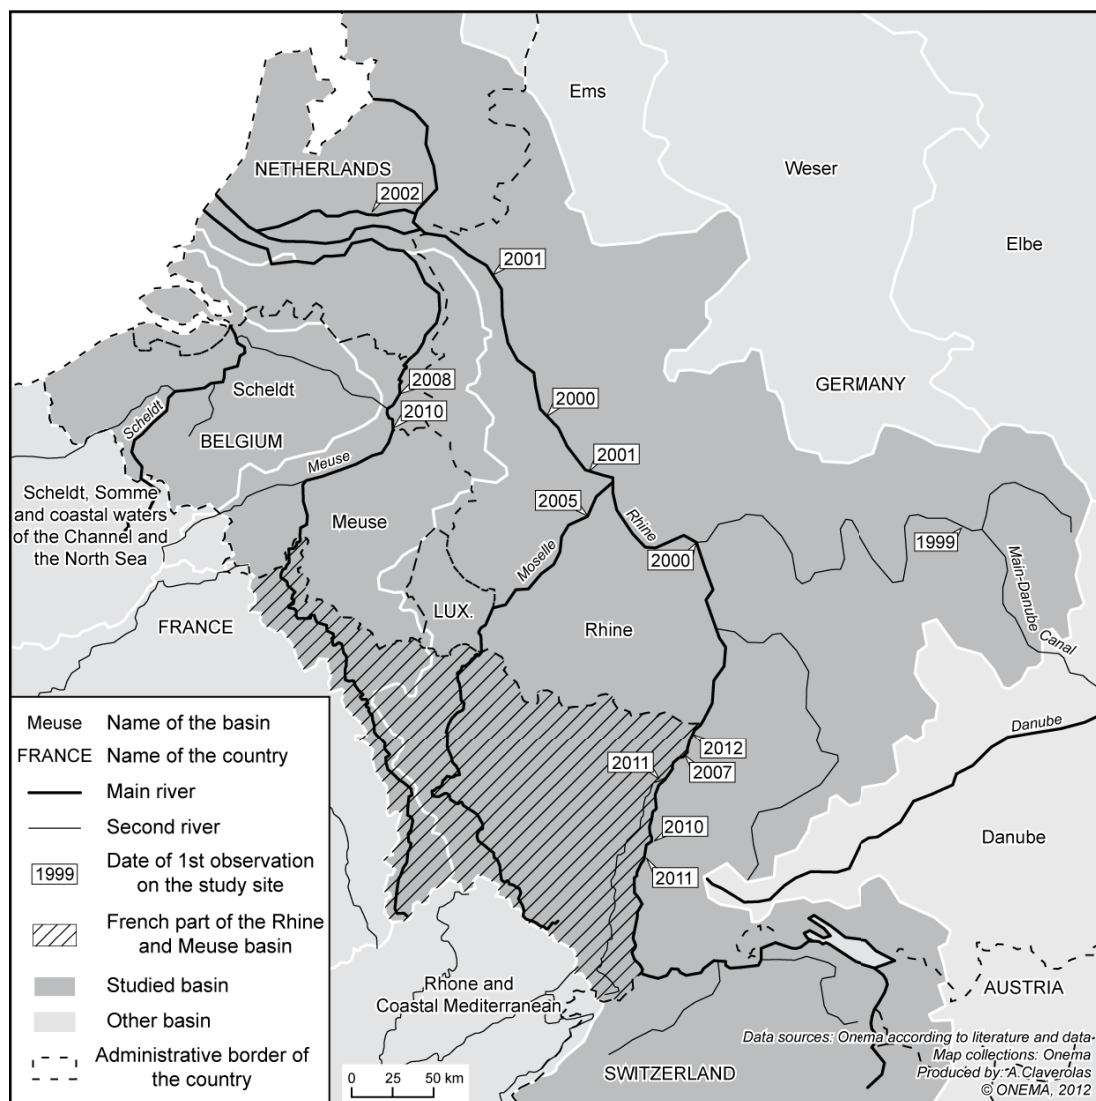 Ems
Weser
NETHERLANDS
2002
Elbe
2001
2008
Scheldt
GERMANY
2000
2010
Scheldt
BELGIUM
Meuse
2001
2005
Scheldt, Somme
and coastal waters
of the Channel and
the North Sea
Meuse
Rhine
1999
2000
Moselle
Main-Danube Canal
LUX.
FRANCE
Rhine
Danube
2012
2011
2007
2010
Danube
2011
Rhone and
Coastal Mediterranean
AUSTRIA
SWITZERLAND
Meuse Name of the basin
FRANCE Name of the country
Main river
Second river
1999 Date of 1st observation
on the study site
French part of the Rhine
and Meuse basin
Studied basin
Other basin
Administrative border of
the country
0 25 50 km
Data sources: Onema according to literature and data-
Map collections: Onema
Produced by: A.Claverolas
© ONEMA, 2012